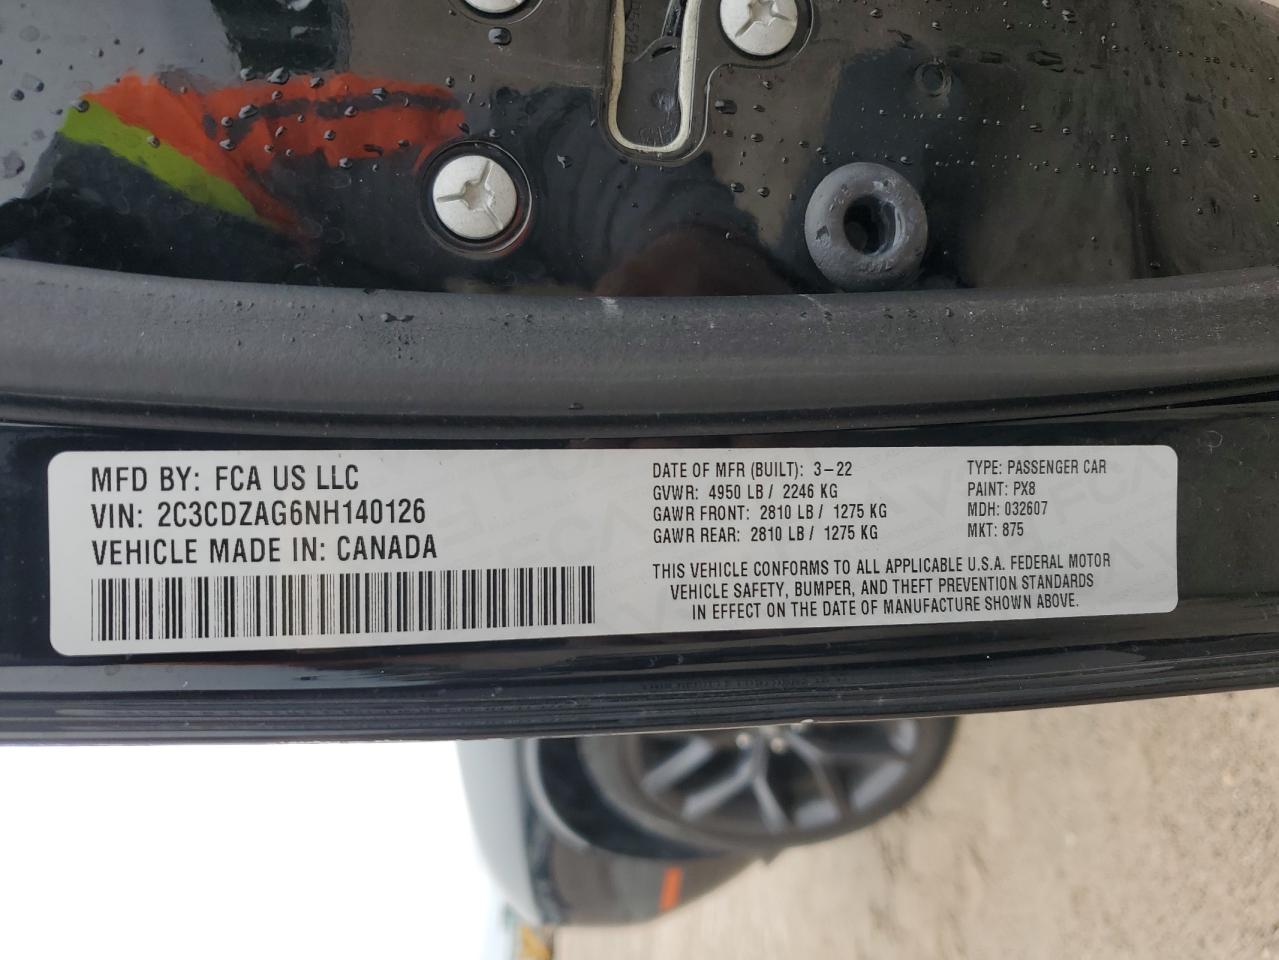 MFD BY: FCA US LLC
VIN: 2C3CDZAG6NH140126
VEHICLE MADE IN: CANADA
DATE OF MFR (BUILT): 3-22
GVWR: 4950 LB / 2246 KG
GAWR FRONT: 2810 LB / 1275 KG
GAWR REAR: 2810 LB / 1275 KG
TYPE: PASSENGER CAR
PAINT: PX8
MDH: 032607
MKT: 875
THIS VEHICLE CONFORMS TO ALL APPLICABLE U.S.A. FEDERAL MOTOR
VEHICLE SAFETY, BUMPER, AND THEFT PREVENTION STANDARDS
IN EFFECT ON THE DATE OF MANUFACTURE SHOWN ABOVE.